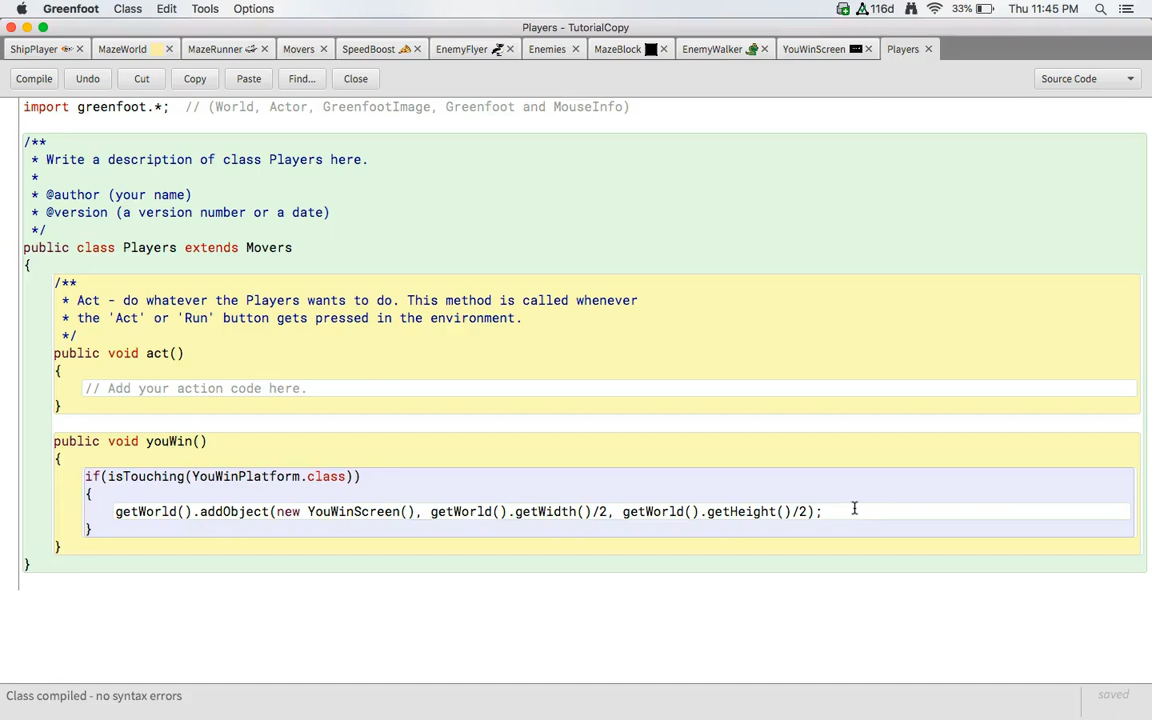 Greenfoot Class Edit Tools Options 116d 33% Thu 11:45 PM
Players - TutorialCopy
ShipPlayer MazeWorld MazeRunner Movers SpeedBoost EnemyFlyer Enemies MazeBlock EnemyWalker YouWinScreen Players
Compile Undo Cut Copy Paste Find... Close Source Code
import greenfoot.*;  // (World, Actor, GreenfootImage, Greenfoot and MouseInfo)
/**
 * Write a description of class Players here.
 *
 * @author (your name)
 * @version (a version number or a date)
 */
public class Players extends Movers
{
    /**
     * Act - do whatever the Players wants to do. This method is called whenever
     * the 'Act' or 'Run' button gets pressed in the environment.
     */
    public void act()
    {
        // Add your action code here.
    }
    public void youWin()
    {
        if(isTouching(YouWinPlatform.class))
        {
            getWorld().addObject(new YouWinScreen(), getWorld().getWidth()/2, getWorld().getHeight()/2);
        }
    }
}
Class compiled - no syntax errors
saved